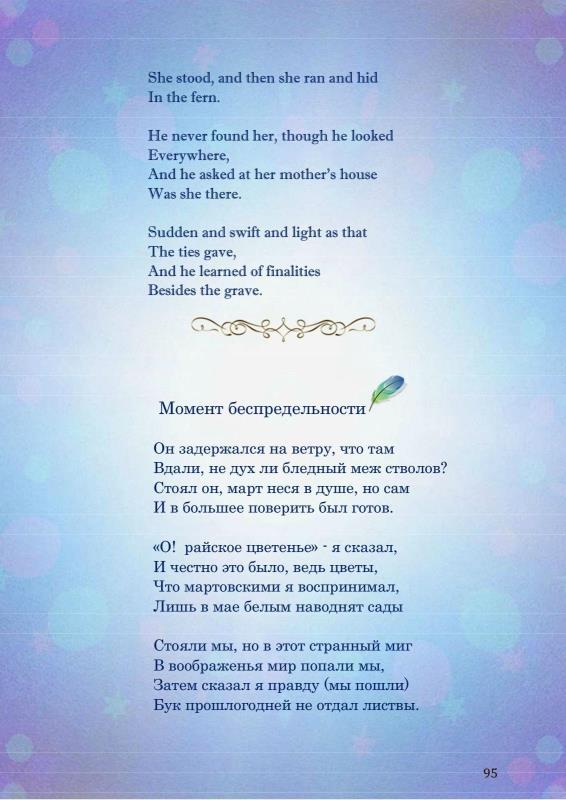 She stood, and then she ran and hid
In the fern.
He never found her, though he looked
Everywhere,
And he asked at her mother's house
Was she there.
Sudden and swift and light as that
The ties gave,
And he learned of finalities
Besides the grave.
Момент беспредельности
Он задержался на ветру, что там
Вдали, не дух ли бледный меж стволов?
Стоял он, март неся в душе, но сам
И в большее поверить был готов.
«О!  райское цветенье» - я сказал,
И честно это было, ведь цветы,
Что мартовскими я воспринимал,
Лишь в мае белым наводнят сады
Стояли мы, но в этот странный миг
В воображенья мир попали мы,
Затем сказал я правду (мы пошли)
Бук прошлогодней не отдал листвы.
95